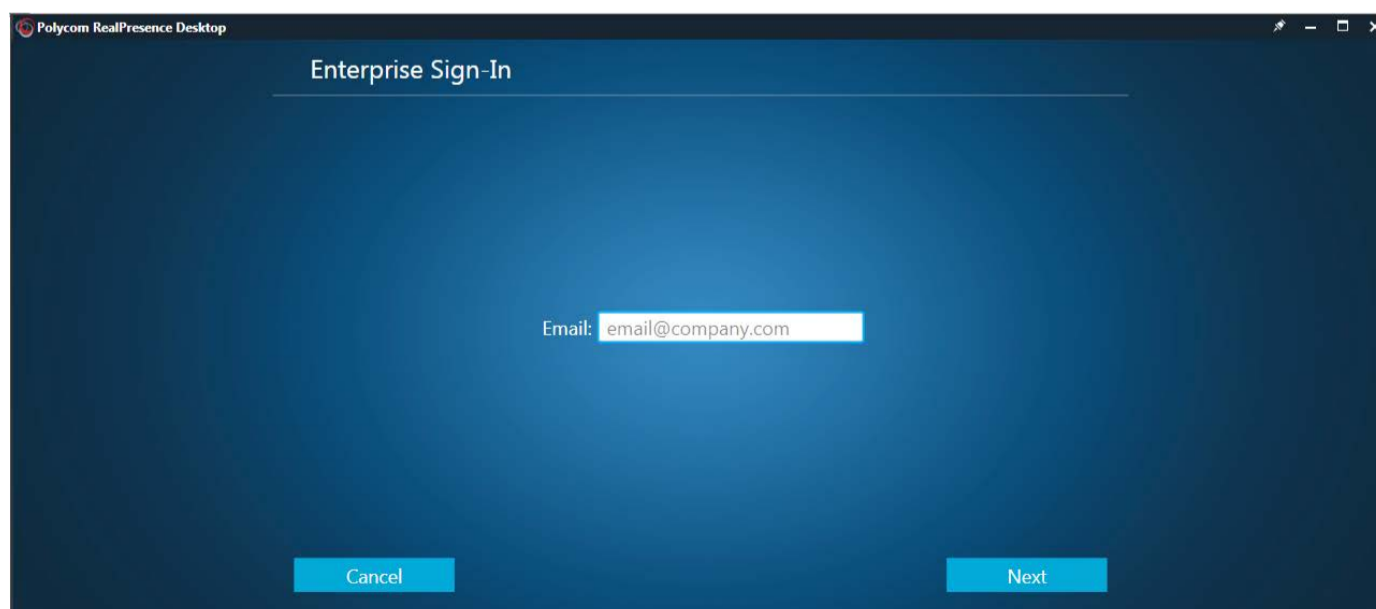 Polycom RealPresence Desktop
Enterprise Sign-In
Email: email@company.com
Cancel Next